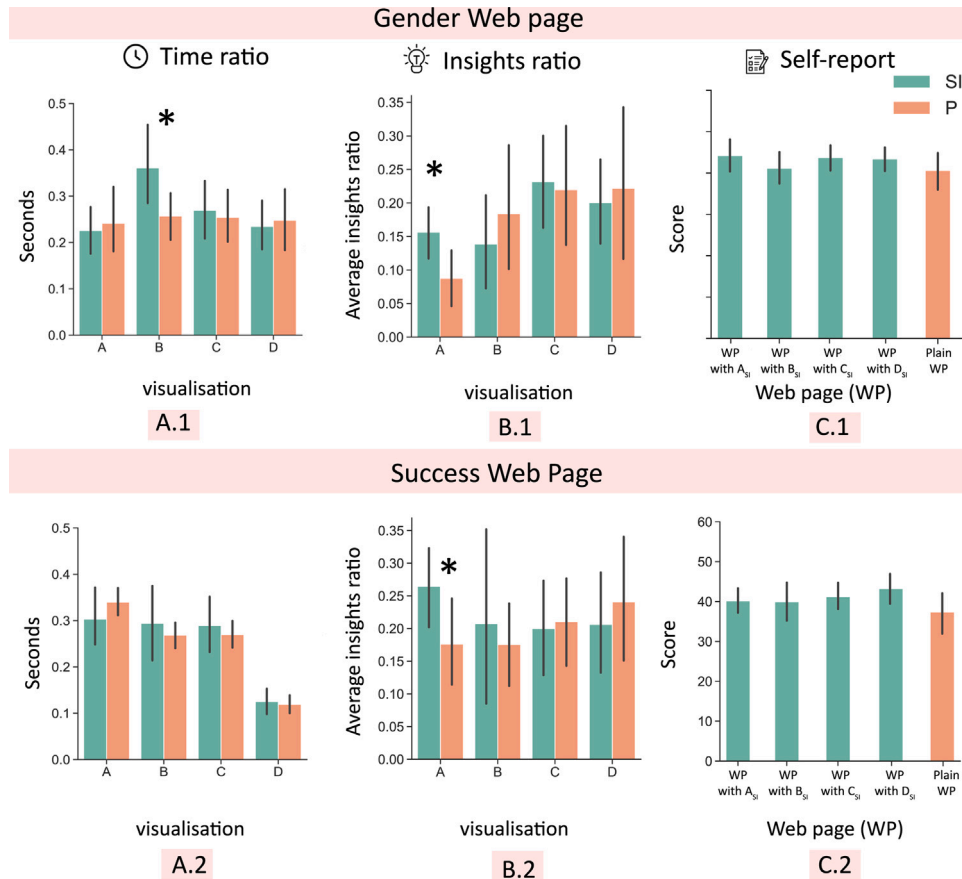 Gender Web page
Time ratio
Insights ratio
Self-report
SI
P
0.5
0.4
0.3
0.2
0.1
0.0
Seconds
*
A B C D
visualisation
A.1
0.35
0.30
0.25
0.20
0.15
0.10
0.05
0.00
Average insights ratio
*
A B C D
visualisation
B.1
Score
WP with A_SI
WP with B_SI
WP with C_SI
WP with D_SI
Plain WP
Web page (WP)
C.1
Success Web Page
0.5
0.4
0.3
0.2
0.1
0.0
Seconds
A B C D
visualisation
A.2
0.35
0.30
0.25
0.20
0.15
0.10
0.05
0.00
Average insights ratio
*
A B C D
visualisation
B.2
60
50
40
30
20
10
0
Score
WP with A_SI
WP with B_SI
WP with C_SI
WP with D_SI
Plain WP
Web page (WP)
C.2